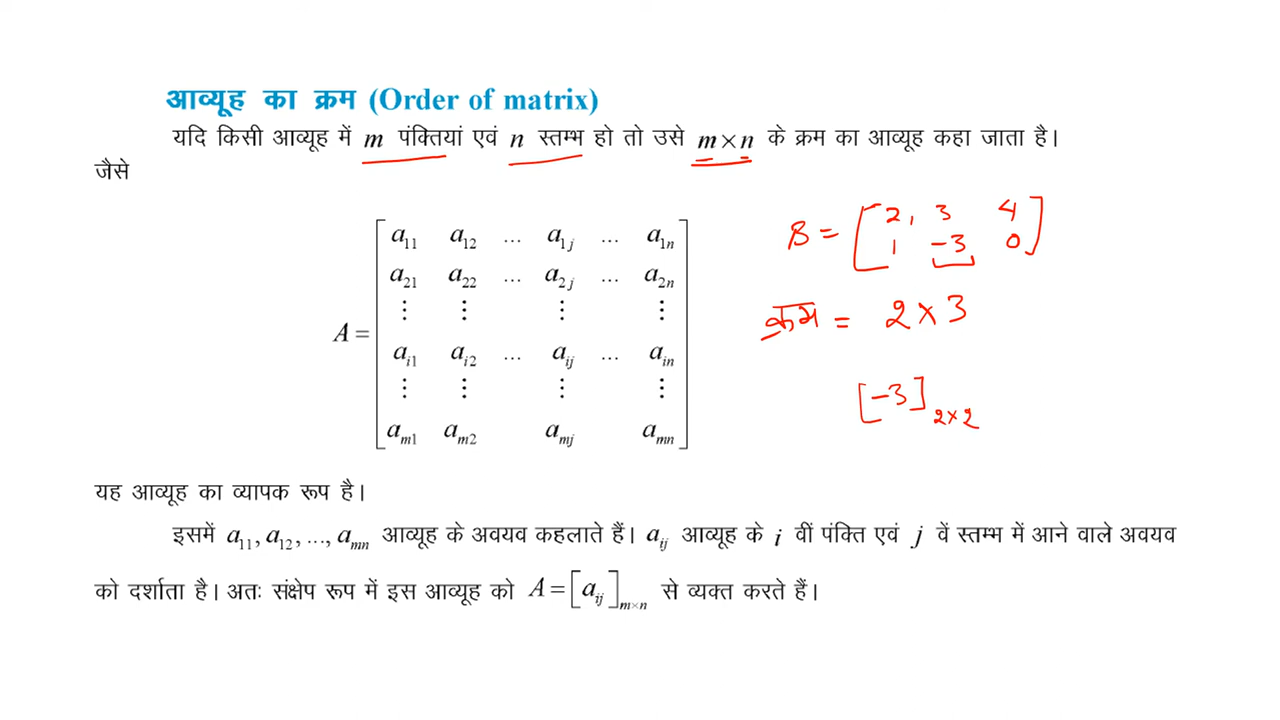 आव्यूह का क्रम (Order of matrix)
यदि किसी आव्यूह में m पंक्तियां एवं n स्तम्भ हो तो उसे m×n के क्रम का आव्यूह कहा जाता है।
जैसे
A = [
a₁₁ a₁₂ ... a₁ⱼ ... a₁ₙ
a₂₁ a₂₂ ... a₂ⱼ ... a₂ₙ
⋮ ⋮ ⋮ ⋮
aᵢ₁ aᵢ₂ ... aᵢⱼ ... aᵢₙ
⋮ ⋮ ⋮ ⋮
aₘ₁ aₘ₂ aₘⱼ aₘₙ
]
B = [
2, 3 4
1 -3 0
]
क्रम = 2 × 3
[-3]₂ₓ₂
यह आव्यूह का व्यापक रूप है।
इसमें a₁₁, a₁₂, ..., aₘₙ आव्यूह के अवयव कहलाते हैं। aᵢⱼ आव्यूह के i वीं पंक्ति एवं j वें स्तम्भ में आने वाले अवयव
को दर्शाता है। अतः संक्षेप रूप में इस आव्यूह को A = [aᵢⱼ]ₘₓₙ से व्यक्त करते हैं।